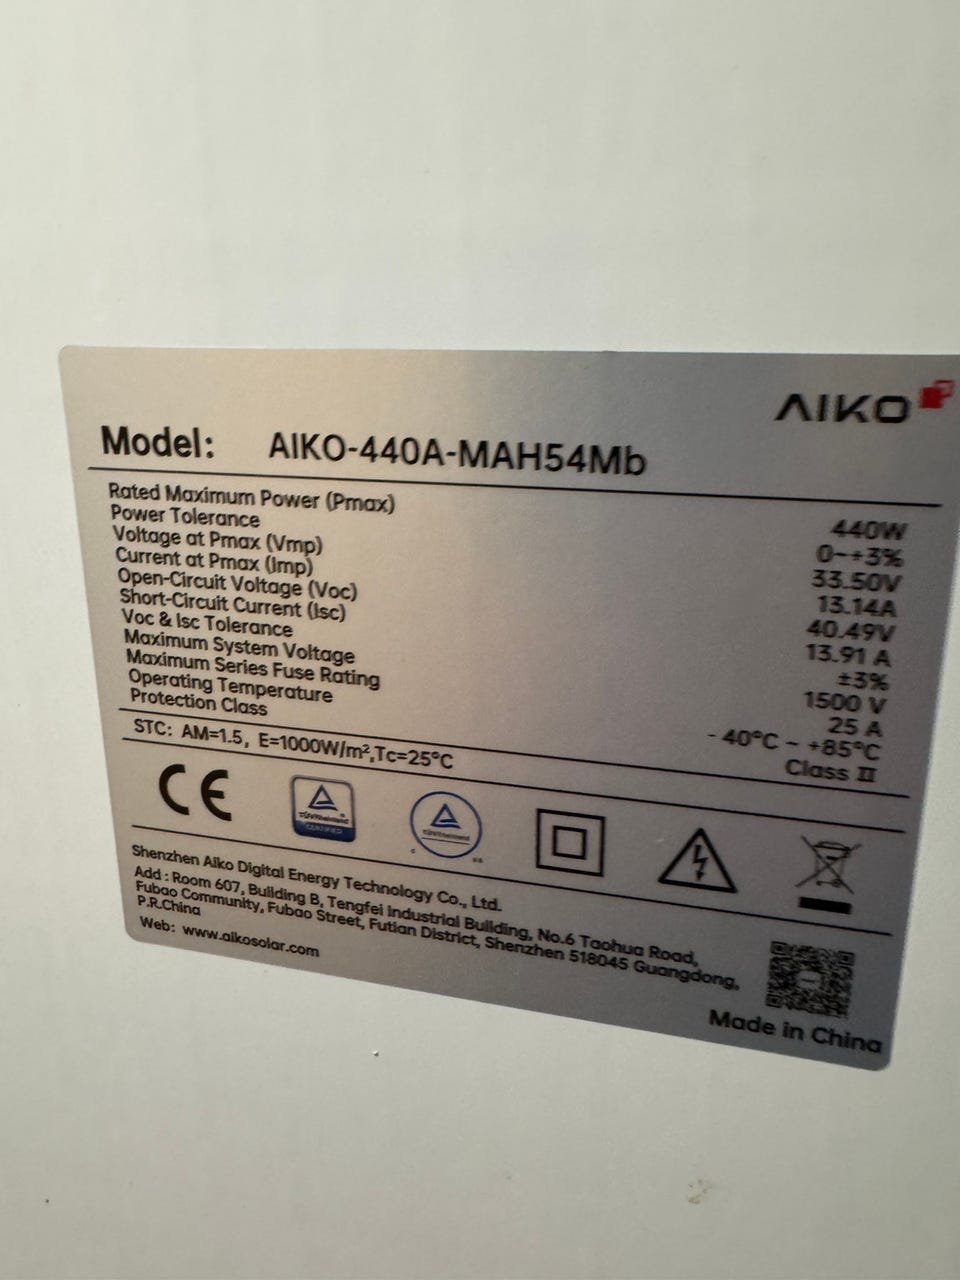 AIKO
Model: AIKO-440A-MAH54Mb
Rated Maximum Power (Pmax) 440W
Power Tolerance 0~+3%
Voltage at Pmax (Vmp) 33.50V
Current at Pmax (Imp) 13.14A
Open-Circuit Voltage (Voc) 40.49V
Short-Circuit Current (Isc) 13.91 A
Voc & Isc Tolerance ±3%
Maximum System Voltage 1500 V
Maximum Series Fuse Rating 25 A
Operating Temperature - 40°C ~ +85°C
Protection Class Class II
STC: AM=1.5, E=1000W/m²,Tc=25°C
CE
TÜVRheinland
CERTIFIED
TÜVRheinland
Shenzhen Aiko Digital Energy Technology Co., Ltd.
Add : Room 607, Building B, Tengfei Industrial Building, No.6 Taohua Road,
Fubao Community, Fubao Street, Futian District, Shenzhen 518045 Guangdong,
P.R.China
Web: www.aikosolar.com
Made in China